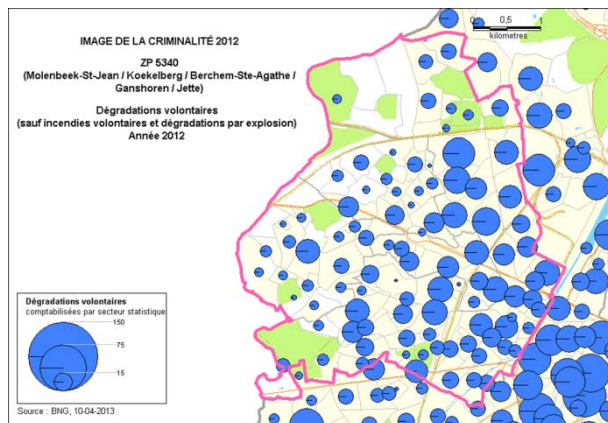 IMAGE DE LA CRIMINALITÉ 2012
ZP 5340
(Molenbeek-St-Jean / Koekelberg / Berchem-Ste-Agathe /
Ganshoren / Jette)
Dégradations volontaires
(sauf incendies volontaires et dégradations par explosion)
Année 2012
0 0,5 1
kilometres
Dégradations volontaires
comptabilisées par secteur statistique
150
75
15
Source : BNG, 10-04-2013